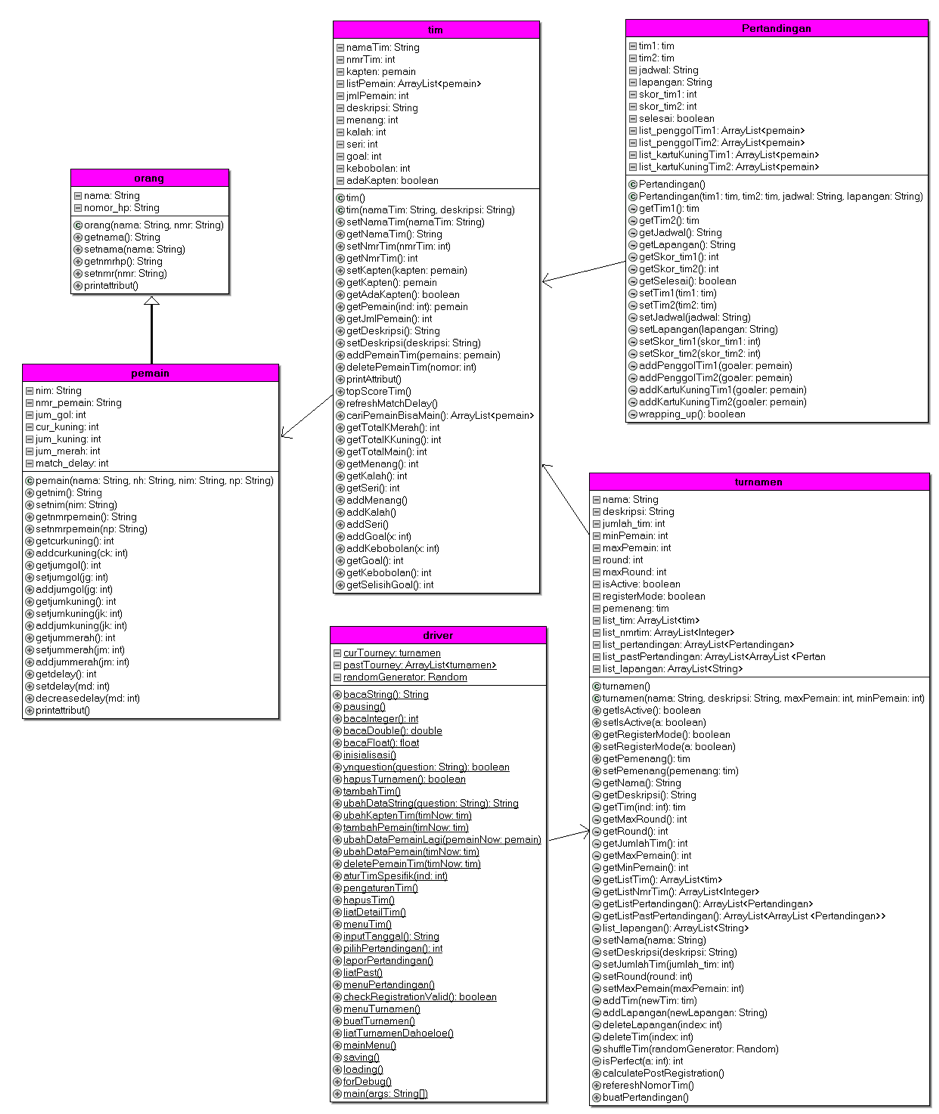 orang
nama: String
nomor_hp: String
orang(nama: String, nmr: String)
getnama(): String
setnama(nama: String)
getnmrhp(): String
setnmr(nmr: String)
printattribut()
pemain
nim: String
nmr_pemain: String
jum_gol: int
cur_kuning: int
jum_kuning: int
jum_merah: int
match_delay: int
pemain(nama: String, nh: String, nim: String, np: String)
getnim(): String
setnim(nim: String)
getnmrpemain(): String
setnmrpemain(np: String)
getcurkuning(): int
addcurkuning(ck: int)
getjumgol(): int
setjumgol(jg: int)
addjumgol(jg: int)
getjumkuning(): int
setjumkuning(jk: int)
addjumkuning(jk: int)
getjummerah(): int
setjummerah(jm: int)
addjummerah(jm: int)
getdelay(): int
setdelay(md: int)
decreasedelay(md: int)
printattribut()
tim
namaTim: String
nmrTim: int
kapten: pemain
listPemain: ArrayList<pemain>
jmlPemain: int
deskripsi: String
menang: int
kalah: int
seri: int
goal: int
kebobolan: int
adaKapten: boolean
tim()
tim(namaTim: String, deskripsi: String)
setNamaTim(namaTim: String)
getNamaTim(): String
setNmrTim(nmrTim: int)
getNmrTim(): int
setKapten(kapten: pemain)
getKapten(): pemain
getAdaKapten(): boolean
getPemain(ind: int): pemain
getJmlPemain(): int
getDeskripsi(): String
setDeskripsi(deskripsi: String)
addPemainTim(pemains: pemain)
deletePemainTim(nomor: int)
printAttribut()
topScoreTim()
refreshMatchDelay()
cariPemainBisaMain(): ArrayList<pemain>
getTotalKMerah(): int
getTotalKKuning(): int
getTotalMain(): int
getMenang(): int
getKalah(): int
getSeri(): int
addMenang()
addKalah()
addSeri()
addGoal(x: int)
addKebobolan(x: int)
getGoal(): int
getKebobolan(): int
getSelisihGoal(): int
driver
curTourney: turnamen
pastTourney: ArrayList<turnamen>
randomGenerator: Random
bacaString(): String
pausing()
bacaInteger(): int
bacaDouble(): double
bacaFloat(): float
inisialisasi()
ynquestion(question: String): boolean
hapusTurnamen(): boolean
tambahTim()
ubahDataString(question: String): String
ubahKaptenTim(timNow: tim)
tambahPemain(timNow: tim)
ubahDataPemainLagi(pemainNow: pemain)
ubahDataPemain(timNow: tim)
deletePemainTim(timNow: tim)
aturTimSpesifik(ind: int)
pengaturanTim()
hapusTim()
liatDetailTim()
menuTim()
inputTanggal(): String
pilihPertandingan(): int
laporPertandingan()
liatPast()
menuPertandingan()
checkRegistrationValid(): boolean
menuTurnamen()
buatTurnamen()
liatTurnamenDahoeloe()
mainMenu()
saving()
loading()
forDebug()
main(args: String[])
Pertandingan
tim1: tim
tim2: tim
jadwal: String
lapangan: String
skor_tim1: int
skor_tim2: int
selesai: boolean
list_penggolTim1: ArrayList<pemain>
list_penggolTim2: ArrayList<pemain>
list_kartuKuningTim1: ArrayList<pemain>
list_kartuKuningTim2: ArrayList<pemain>
Pertandingan()
Pertandingan(tim1: tim, tim2: tim, jadwal: String, lapangan: String)
getTim1(): tim
getTim2(): tim
getJadwal(): String
getLapangan(): String
getSkor_tim1(): int
getSkor_tim2(): int
getSelesai(): boolean
setTim1(tim1: tim)
setTim2(tim2: tim)
setJadwal(jadwal: String)
setLapangan(lapangan: String)
setSkor_tim1(skor_tim1: int)
setSkor_tim2(skor_tim2: int)
addPenggolTim1(goaler: pemain)
addPenggolTim2(goaler: pemain)
addKartuKuningTim1(goaler: pemain)
addKartuKuningTim2(goaler: pemain)
wrapping_up(): boolean
turnamen
nama: String
deskripsi: String
jumlah_tim: int
minPemain: int
maxPemain: int
round: int
maxRound: int
isActive: boolean
registerMode: boolean
pemenang: tim
list_tim: ArrayList<tim>
list_nmrtim: ArrayList<Integer>
list_pertandingan: ArrayList<Pertandingan>
list_pastPertandingan: ArrayList<ArrayList <Pertan
list_lapangan: ArrayList<String>
turnamen()
turnamen(nama: String, deskripsi: String, maxPemain: int, minPemain: int)
getIsActive(): boolean
setIsActive(a: boolean)
getRegisterMode(): boolean
setRegisterMode(a: boolean)
getPemenang(): tim
setPemenang(pemenang: tim)
getNama(): String
getDeskripsi(): String
getTim(ind: int): tim
getMaxRound(): int
getRound(): int
getJumlahTim(): int
getMaxPemain(): int
getMinPemain(): int
getListTim(): ArrayList<tim>
getListNmrTim(): ArrayList<Integer>
getListPertandingan(): ArrayList<Pertandingan>
getListPastPertandingan(): ArrayList<ArrayList <Pertandingan>>
list_lapangan(): ArrayList<String>
setNama(nama: String)
setDeskripsi(deskripsi: String)
setJumlahTim(jumlah_tim: int)
setRound(round: int)
setMaxPemain(maxPemain: int)
addTim(newTim: tim)
addLapangan(newLapangan: String)
deleteLapangan(index: int)
deleteTim(index: int)
shuffleTim(randomGenerator: Random)
isPerfect(a: int): int
calculatePostRegistration()
refereshNomorTim()
buatPertandingan()